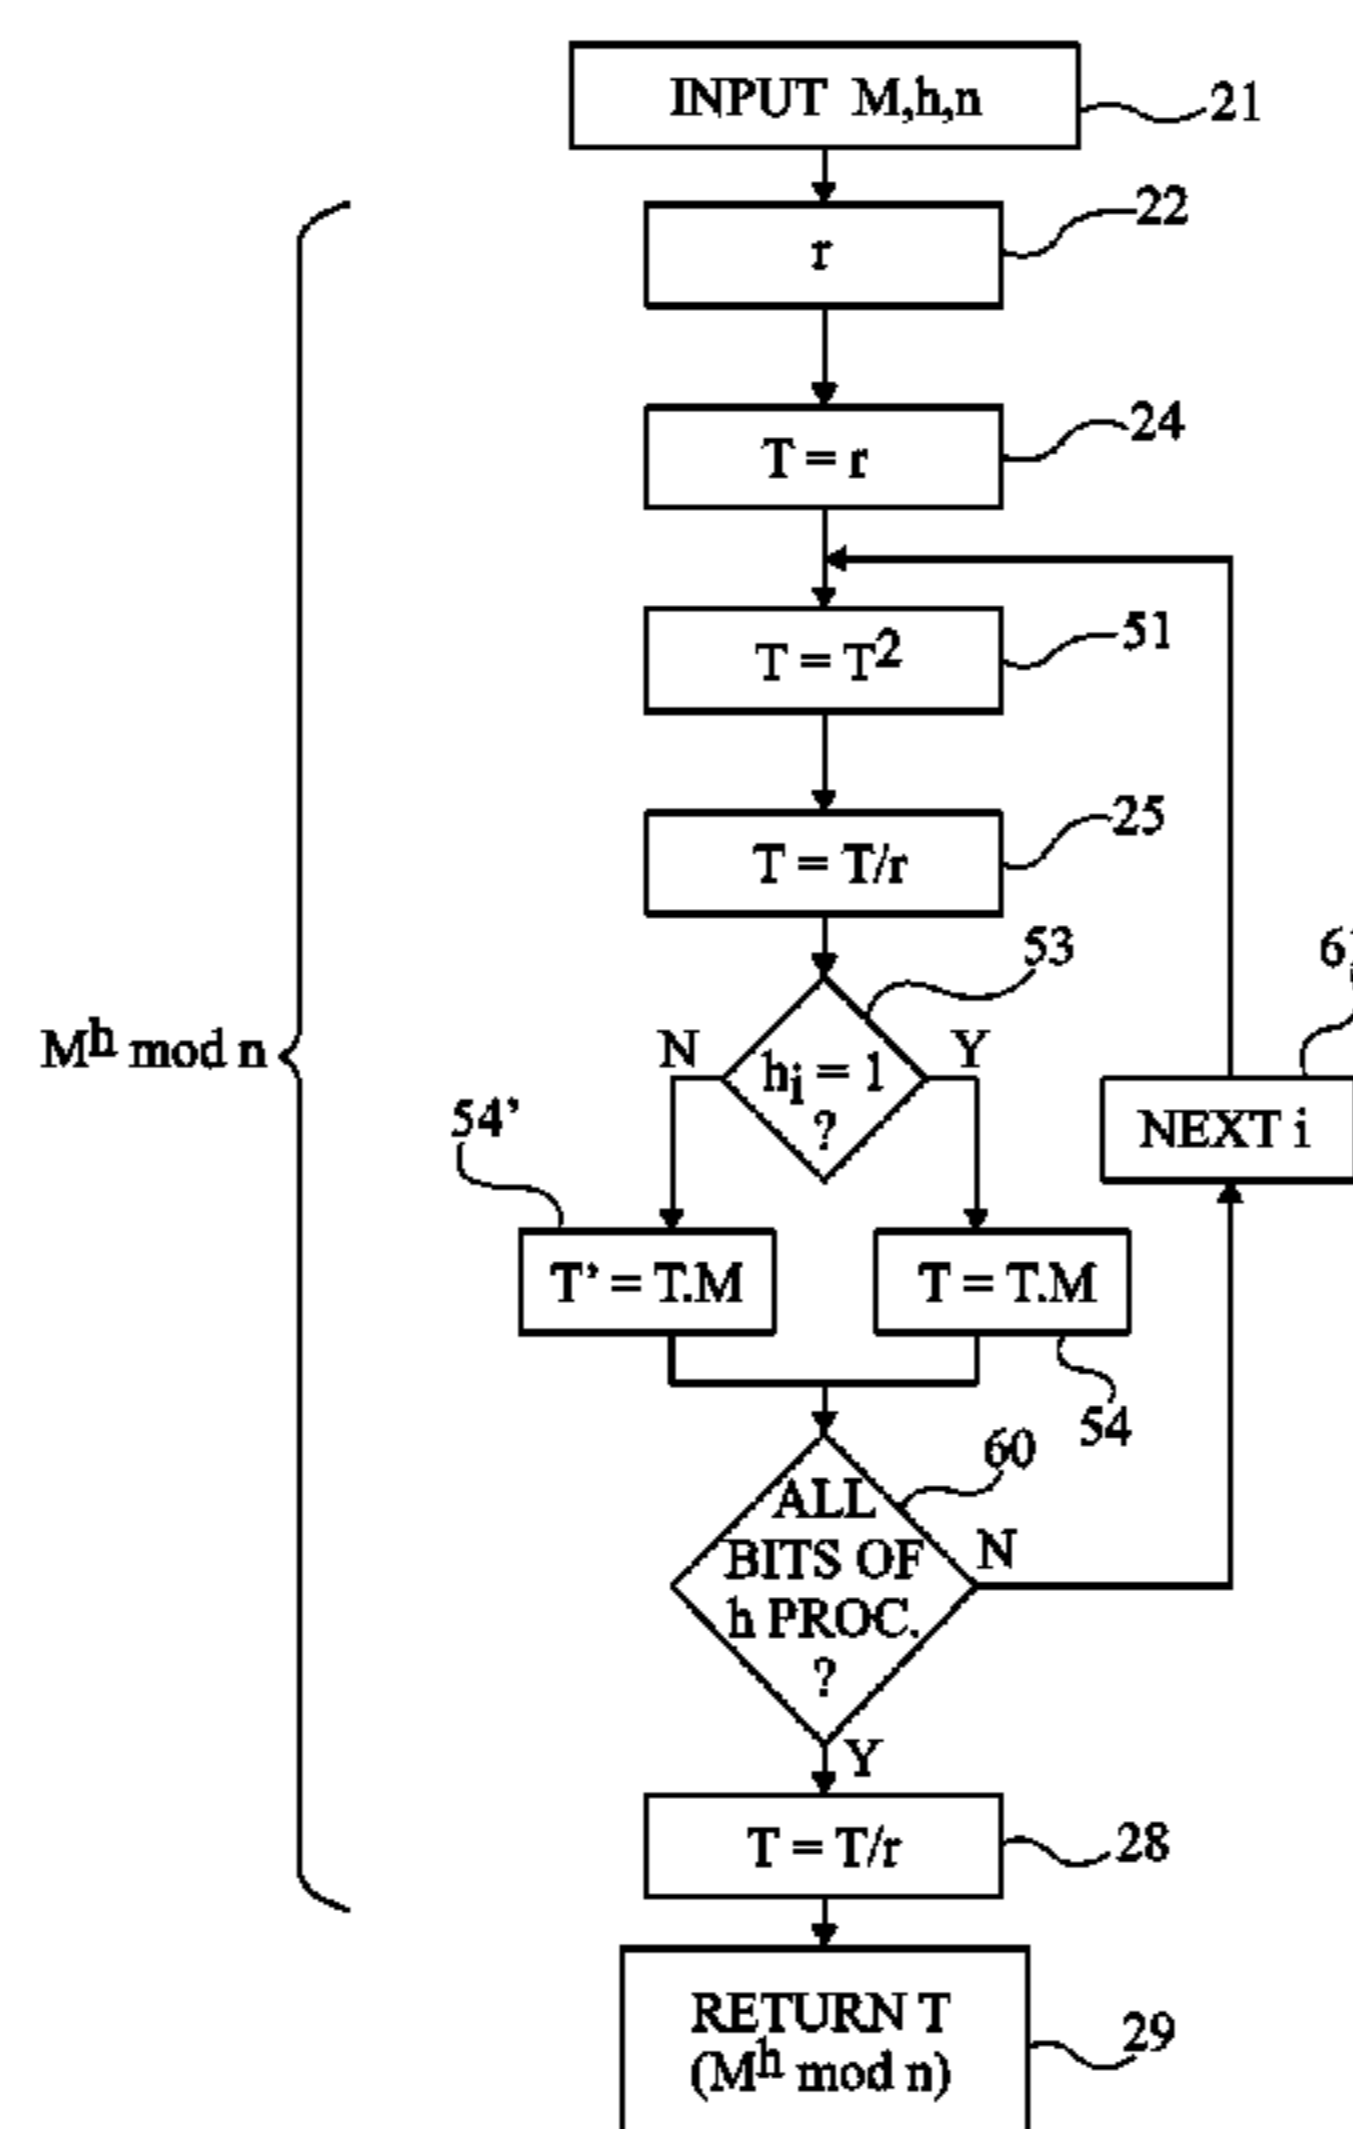 INPUT M,h,n
21
22
r
24
T = r
51
T = T²
25
T = T/r
53
N
Y
hᵢ = 1
?
Mʰ mod n
54’
NEXT i
T’ = T.M
T = T.M
54
60
ALL
BITS OF
h PROC.
?
N
Y
T = T/r
28
RETURN T
(Mʰ mod n)
29